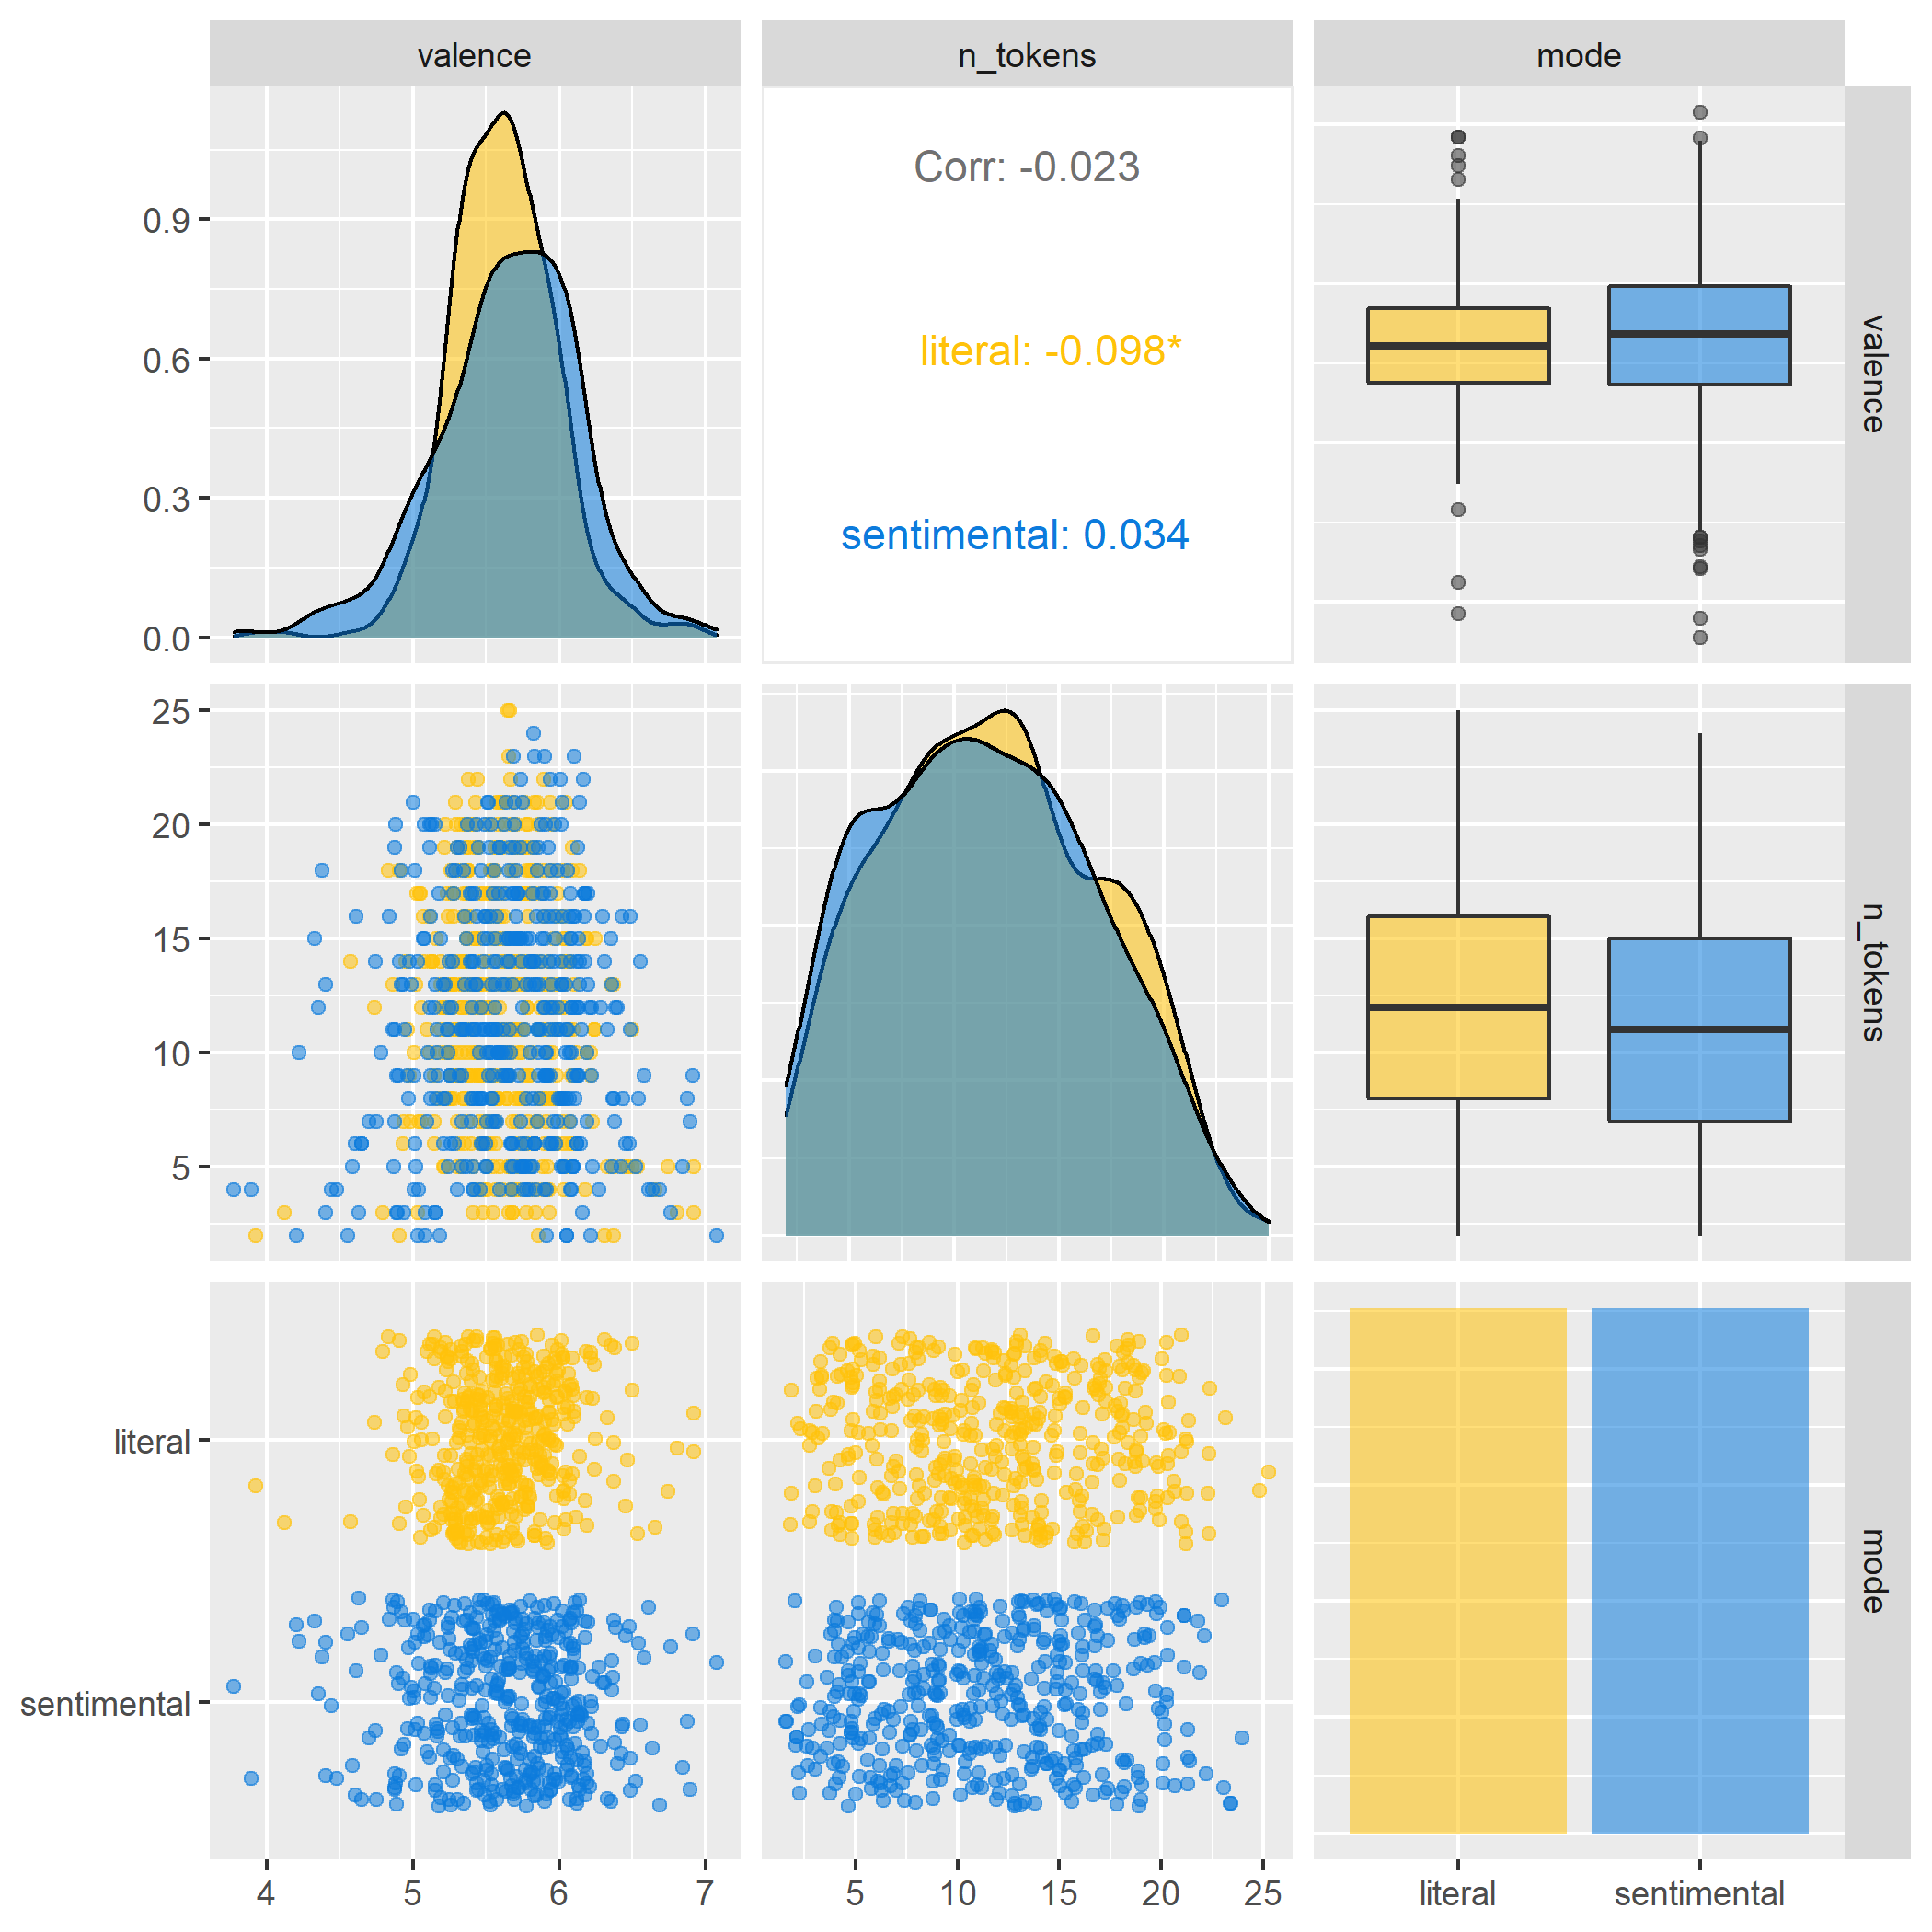 valence n_tokens mode
0.9
0.6
0.3
0.0
Corr: -0.023
literal: -0.098*
sentimental: 0.034
valence
25
20
15
10
5
n_tokens
literal
sentimental
mode
4 5 6 7
5 10 15 20 25
literal sentimental